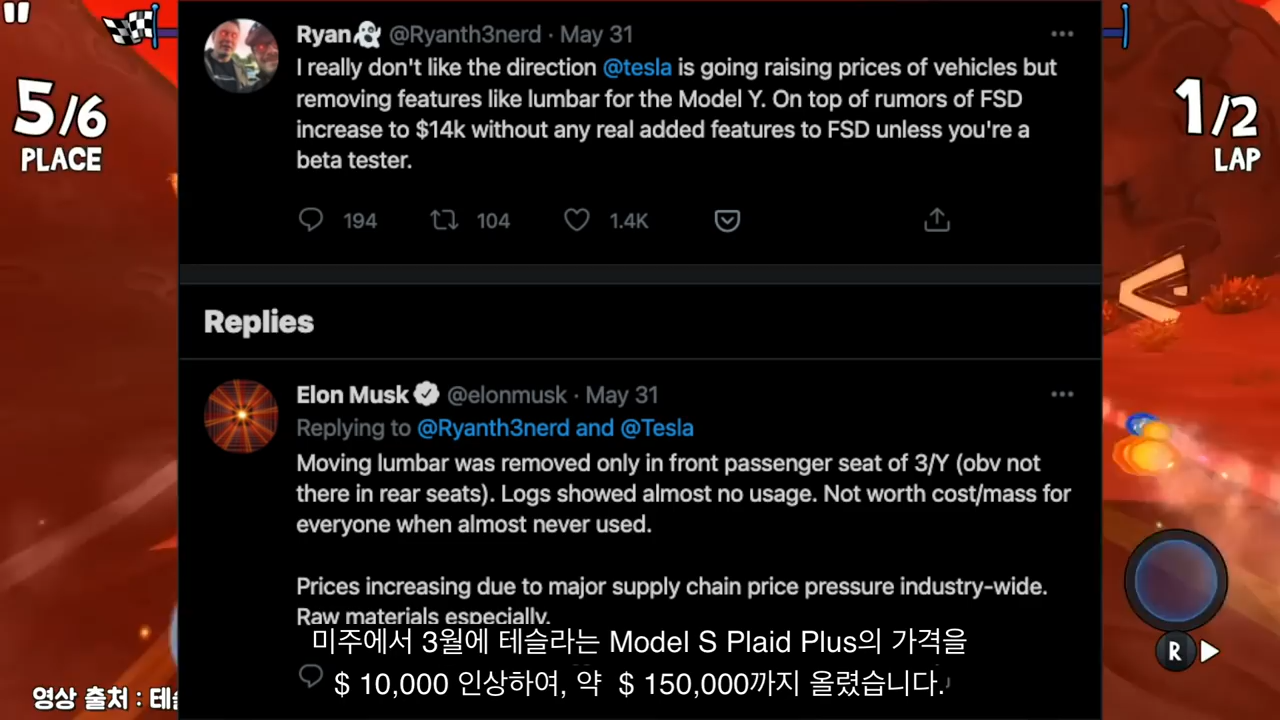 Ryan👻 @Ryanth3nerd · May 31
I really don't like the direction @tesla is going raising prices of vehicles but
removing features like lumbar for the Model Y. On top of rumors of FSD
increase to $14k without any real added features to FSD unless you're a
beta tester.
194 104 1.4K
5/6
PLACE
1/2
LAP
Replies
Elon Musk @elonmusk · May 31
Replying to @Ryanth3nerd and @Tesla
Moving lumbar was removed only in front passenger seat of 3/Y (obv not
there in rear seats). Logs showed almost no usage. Not worth cost/mass for
everyone when almost never used.
Prices increasing due to major supply chain price pressure industry-wide.
Raw materials especially.
미주에서 3월에 테슬라는 Model S Plaid Plus의 가격을
$ 10,000 인상하여, 약 $ 150,000까지 올렸습니다.
R
영상 출처 :